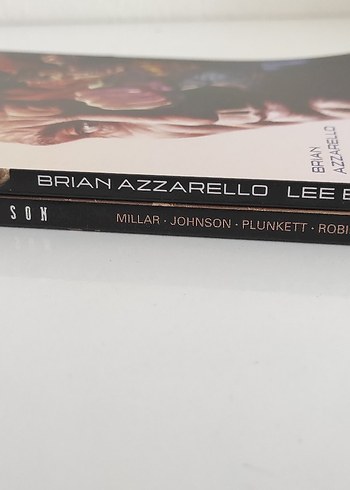 BRIAN
AZZARELLO
BRIAN AZZARELLO LEE
SON MILLAR · JOHNSON · PLUNKETT · ROBI